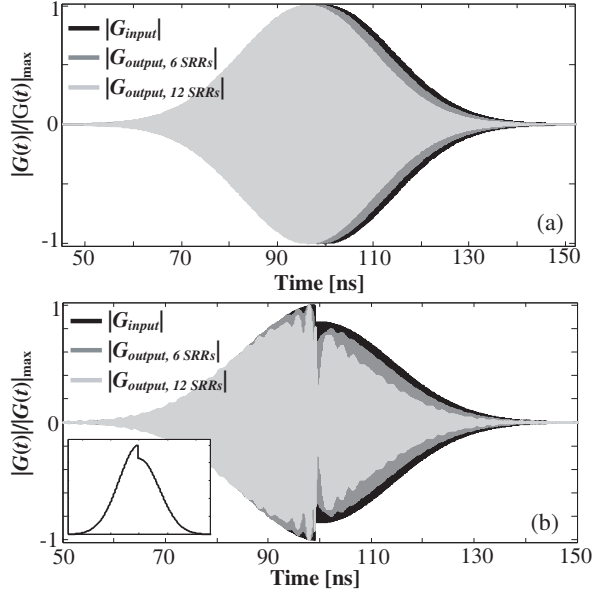 1
|G_input|
|G_output, 6 SRRs|
|G_output, 12 SRRs|
0
-1
|G(t)|/|G(t)|max
(a)
50 70 90 110 130 150
Time [ns]
1
|G_input|
|G_output, 6 SRRs|
|G_output, 12 SRRs|
0
-1
|G(t)|/|G(t)|max
(b)
50 70 90 110 130 150
Time [ns]